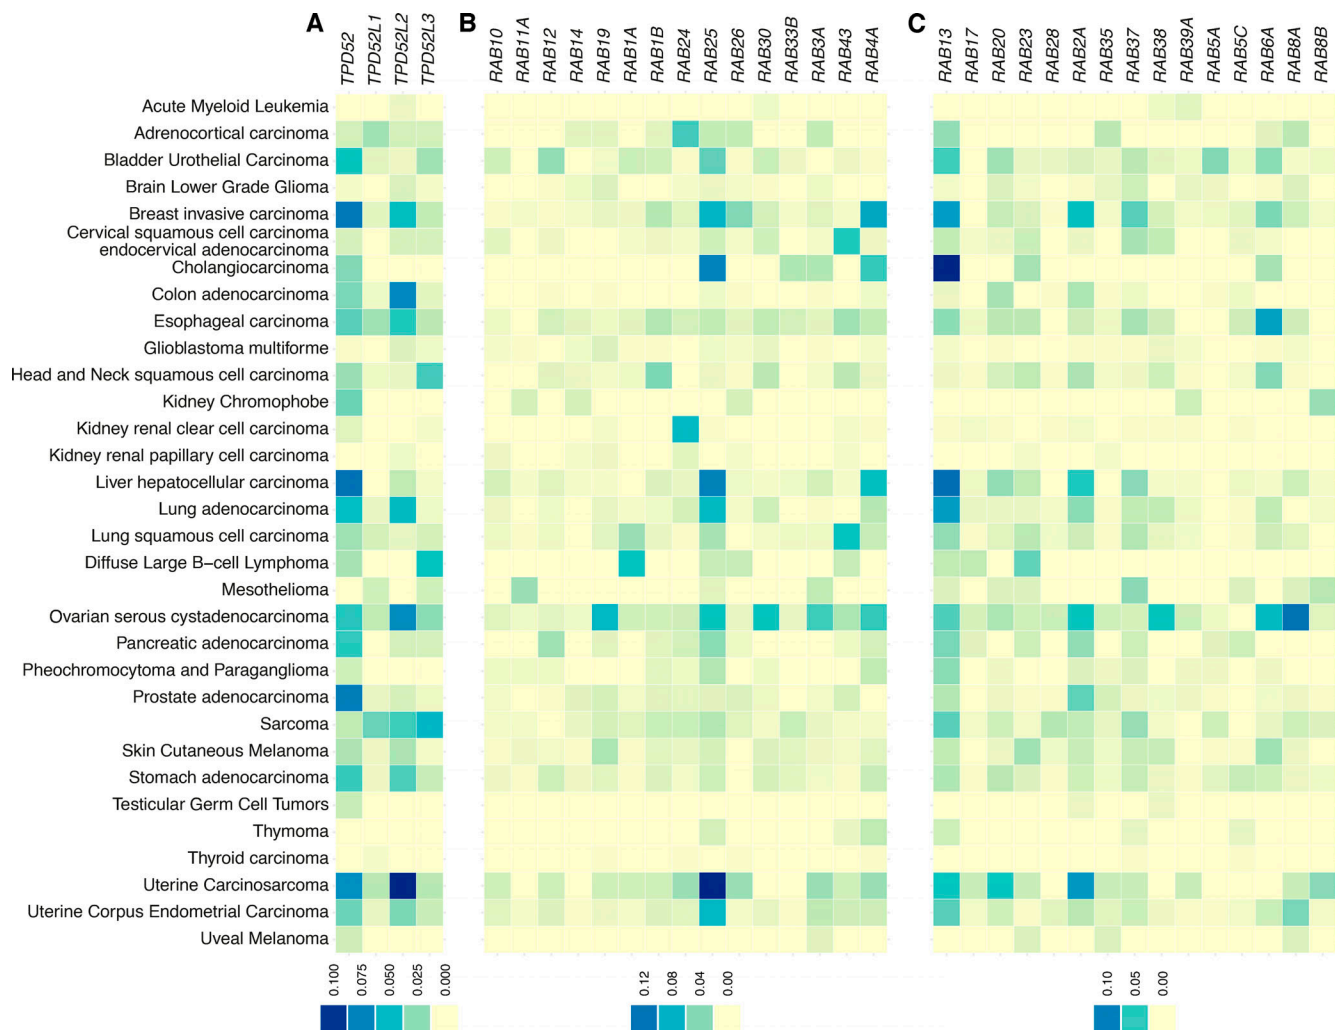 A
TPD52
TPD52L1
TPD52L2
TPD52L3
B
RAB10
RAB11A
RAB12
RAB14
RAB19
RAB1A
RAB1B
RAB24
RAB25
RAB26
RAB30
RAB33B
RAB3A
RAB43
RAB4A
C
RAB13
RAB17
RAB20
RAB23
RAB28
RAB2A
RAB35
RAB37
RAB38
RAB39A
RAB5A
RAB5C
RAB6A
RAB8A
RAB8B
Acute Myeloid Leukemia
Adrenocortical carcinoma
Bladder Urothelial Carcinoma
Brain Lower Grade Glioma
Breast invasive carcinoma
Cervical squamous cell carcinoma
endocervical adenocarcinoma
Cholangiocarcinoma
Colon adenocarcinoma
Esophageal carcinoma
Glioblastoma multiforme
Head and Neck squamous cell carcinoma
Kidney Chromophobe
Kidney renal clear cell carcinoma
Kidney renal papillary cell carcinoma
Liver hepatocellular carcinoma
Lung adenocarcinoma
Lung squamous cell carcinoma
Diffuse Large B−cell Lymphoma
Mesothelioma
Ovarian serous cystadenocarcinoma
Pancreatic adenocarcinoma
Pheochromocytoma and Paraganglioma
Prostate adenocarcinoma
Sarcoma
Skin Cutaneous Melanoma
Stomach adenocarcinoma
Testicular Germ Cell Tumors
Thymoma
Thyroid carcinoma
Uterine Carcinosarcoma
Uterine Corpus Endometrial Carcinoma
Uveal Melanoma
0.100
0.075
0.050
0.025
0.000
0.12
0.08
0.04
0.00
0.10
0.05
0.00